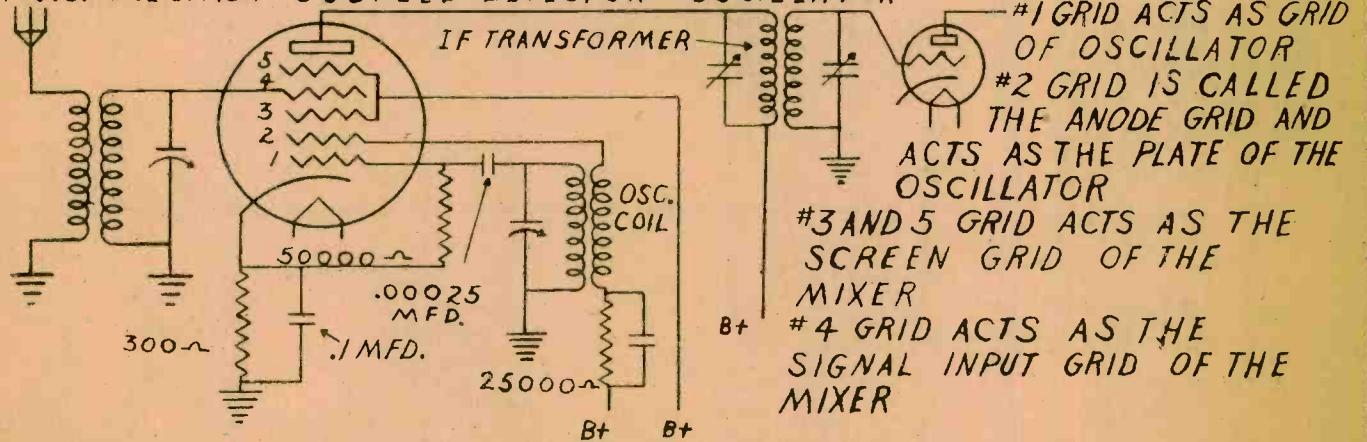 COUPLED DETECTOR OSCILLATOR
IF TRANSFORMER
#1 GRID ACTS AS GRID
OF OSCILLATOR
#2 GRID IS CALLED
THE ANODE GRID AND
ACTS AS THE PLATE OF THE
OSCILLATOR
#3 AND 5 GRID ACTS AS THE
SCREEN GRID OF THE
MIXER
#4 GRID ACTS AS THE
SIGNAL INPUT GRID OF THE
MIXER
5
4
3
2
1
OSC.
COIL
50000 Ω
.00025
MFD.
300 Ω
.1 MFD.
25000 Ω
B+
B+
B+